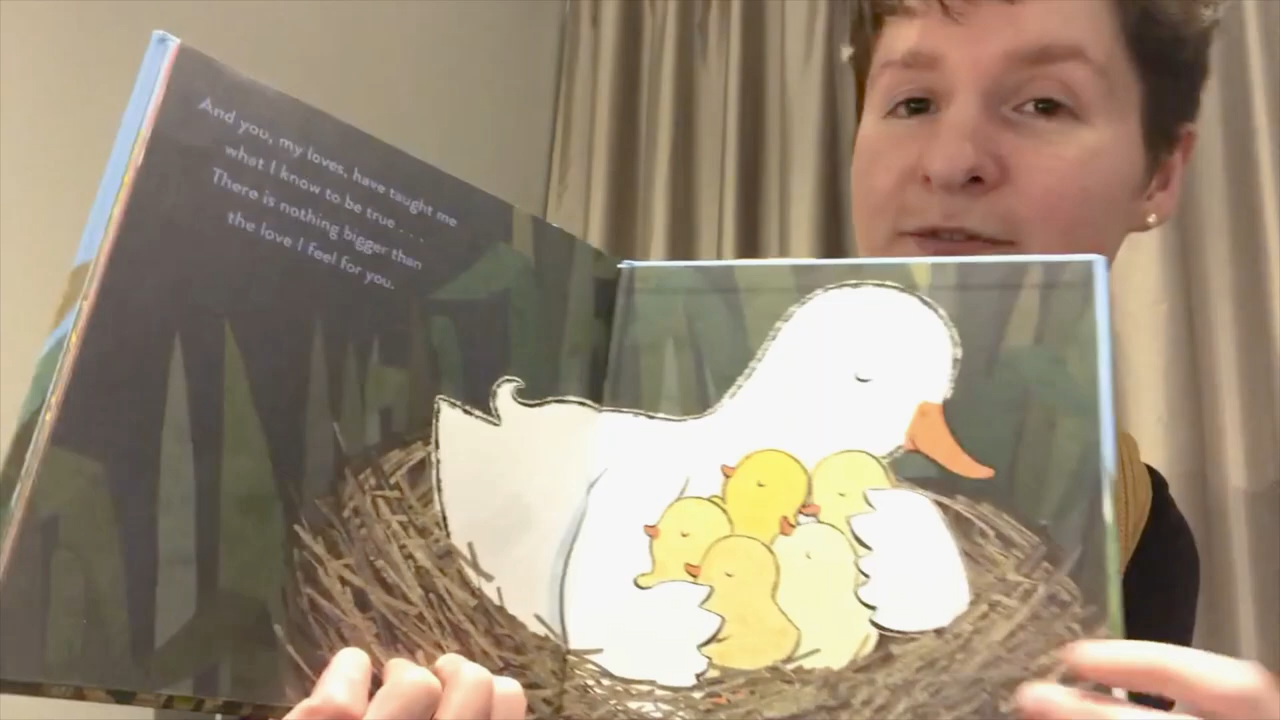 And you, my loves, have taught me
what I know to be true . . .
There is nothing bigger than
the love I feel for you.